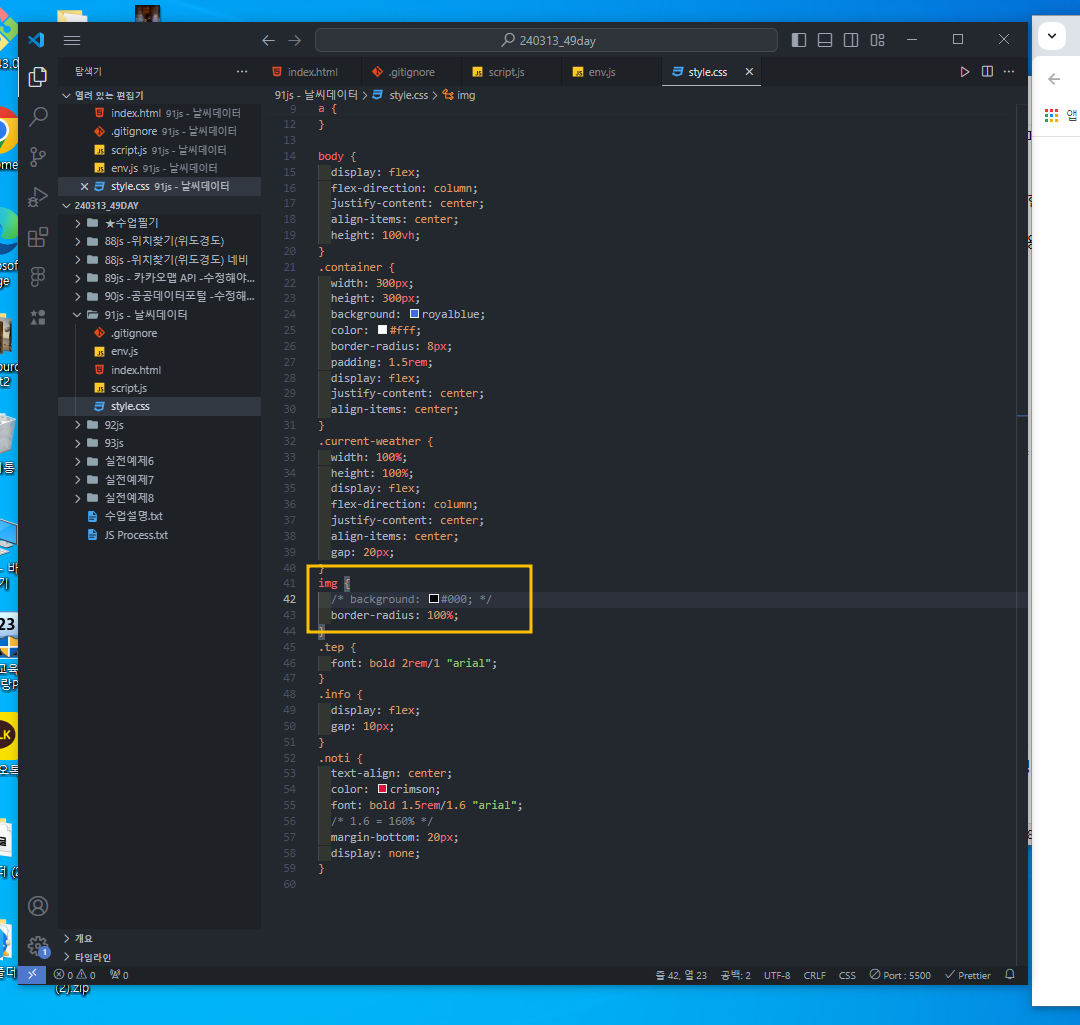 240313_49day
탐색기
index.html
.gitignore
script.js
env.js
style.css
91js - 날씨데이터 > style.css > img
열려 있는 편집기
index.html 91js - 날씨데이터
.gitignore 91js - 날씨데이터
script.js 91js - 날씨데이터
env.js 91js - 날씨데이터
style.css 91js - 날씨데이터
240313_49DAY
★수업필기
88js -위치찾기(위도경도)
88js -위치찾기(위도경도) 네비
89js - 카카오맵 API -수정해야...
90js -공공데이터포털 -수정해...
91js - 날씨데이터
.gitignore
env.js
index.html
script.js
style.css
92js
93js
실전예제6
실전예제7
실전예제8
수업설명.txt
JS Process.txt
개요
타임라인
9 a {
12 }
13
14 body {
15 display: flex;
16 flex-direction: column;
17 justify-content: center;
18 align-items: center;
19 height: 100vh;
20 }
21 .container {
22 width: 300px;
23 height: 300px;
24 background: royalblue;
25 color: #fff;
26 border-radius: 8px;
27 padding: 1.5rem;
28 display: flex;
29 justify-content: center;
30 align-items: center;
31 }
32 .current-weather {
33 width: 100%;
34 height: 100%;
35 display: flex;
36 flex-direction: column;
37 justify-content: center;
38 align-items: center;
39 gap: 20px;
40 }
41 img {
42 /* background: #000; */
43 border-radius: 100%;
44 }
45 .tep {
46 font: bold 2rem/1 "arial";
47 }
48 .info {
49 display: flex;
50 gap: 10px;
51 }
52 .noti {
53 text-align: center;
54 color: crimson;
55 font: bold 1.5rem/1.6 "arial";
56 /* 1.6 = 160% */
57 margin-bottom: 20px;
58 display: none;
59 }
60
1
0 0 0
줄 42, 열 23
공백: 2
UTF-8
CRLF
CSS
Port : 5500
Prettier
(2).zip
앱